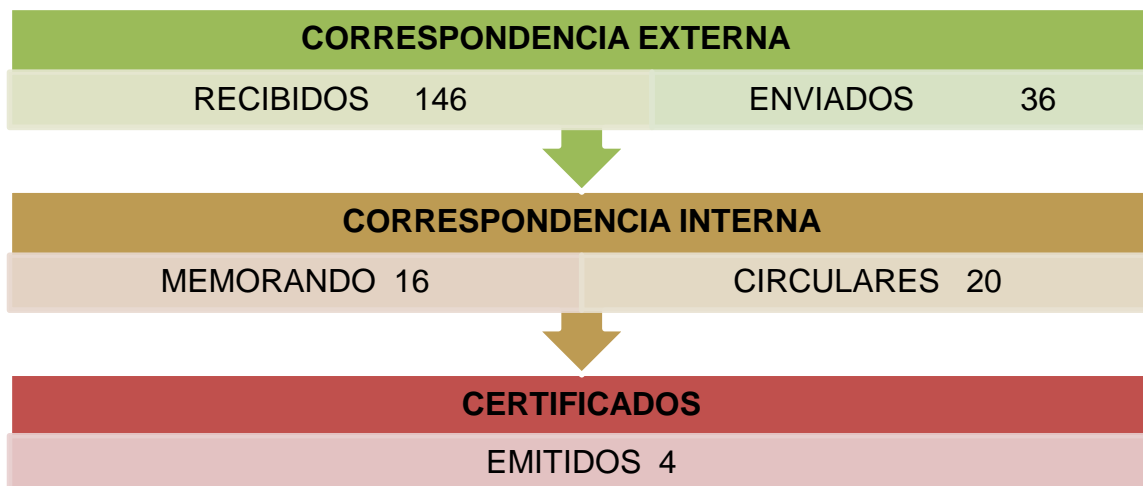 CORRESPONDENCIA EXTERNA
RECIBIDOS 146 ENVIADOS 36
CORRESPONDENCIA INTERNA
MEMORANDO 16 CIRCULARES 20
CERTIFICADOS
EMITIDOS 4